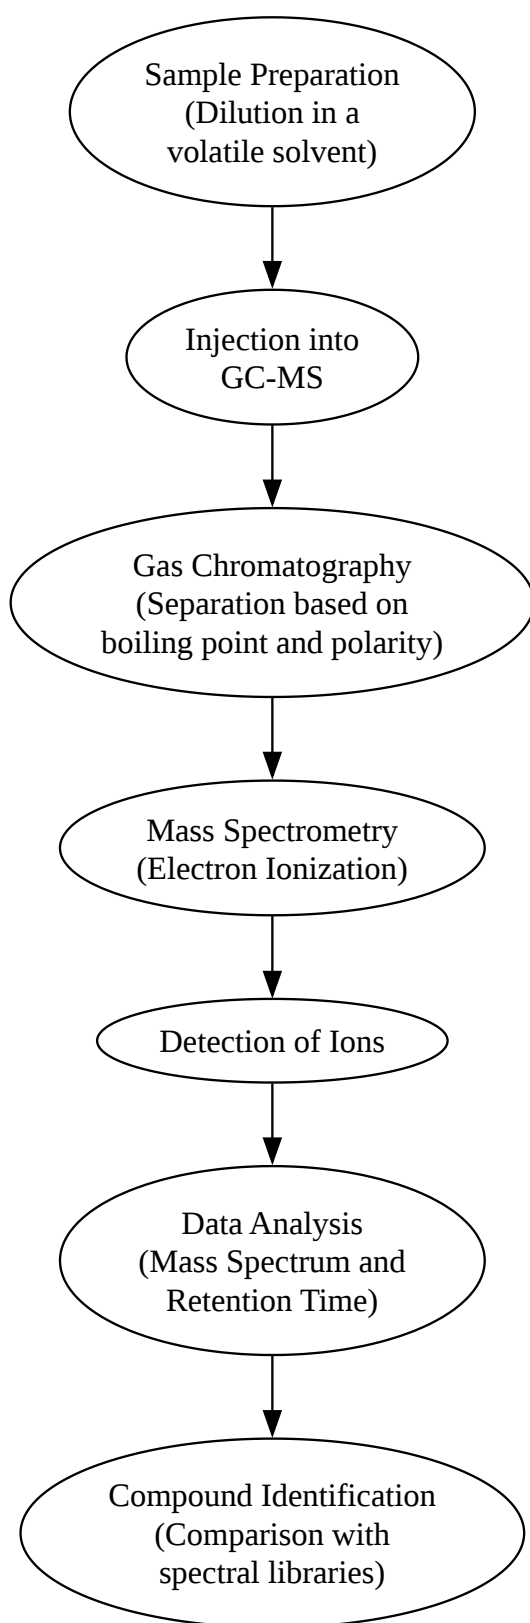 Sample Preparation
(Dilution in a
volatile solvent)
Injection into
GC-MS
Gas Chromatography
(Separation based on
boiling point and polarity)
Mass Spectrometry
(Electron Ionization)
Detection of Ions
Data Analysis
(Mass Spectrum and
Retention Time)
Compound Identification
(Comparison with
spectral libraries)